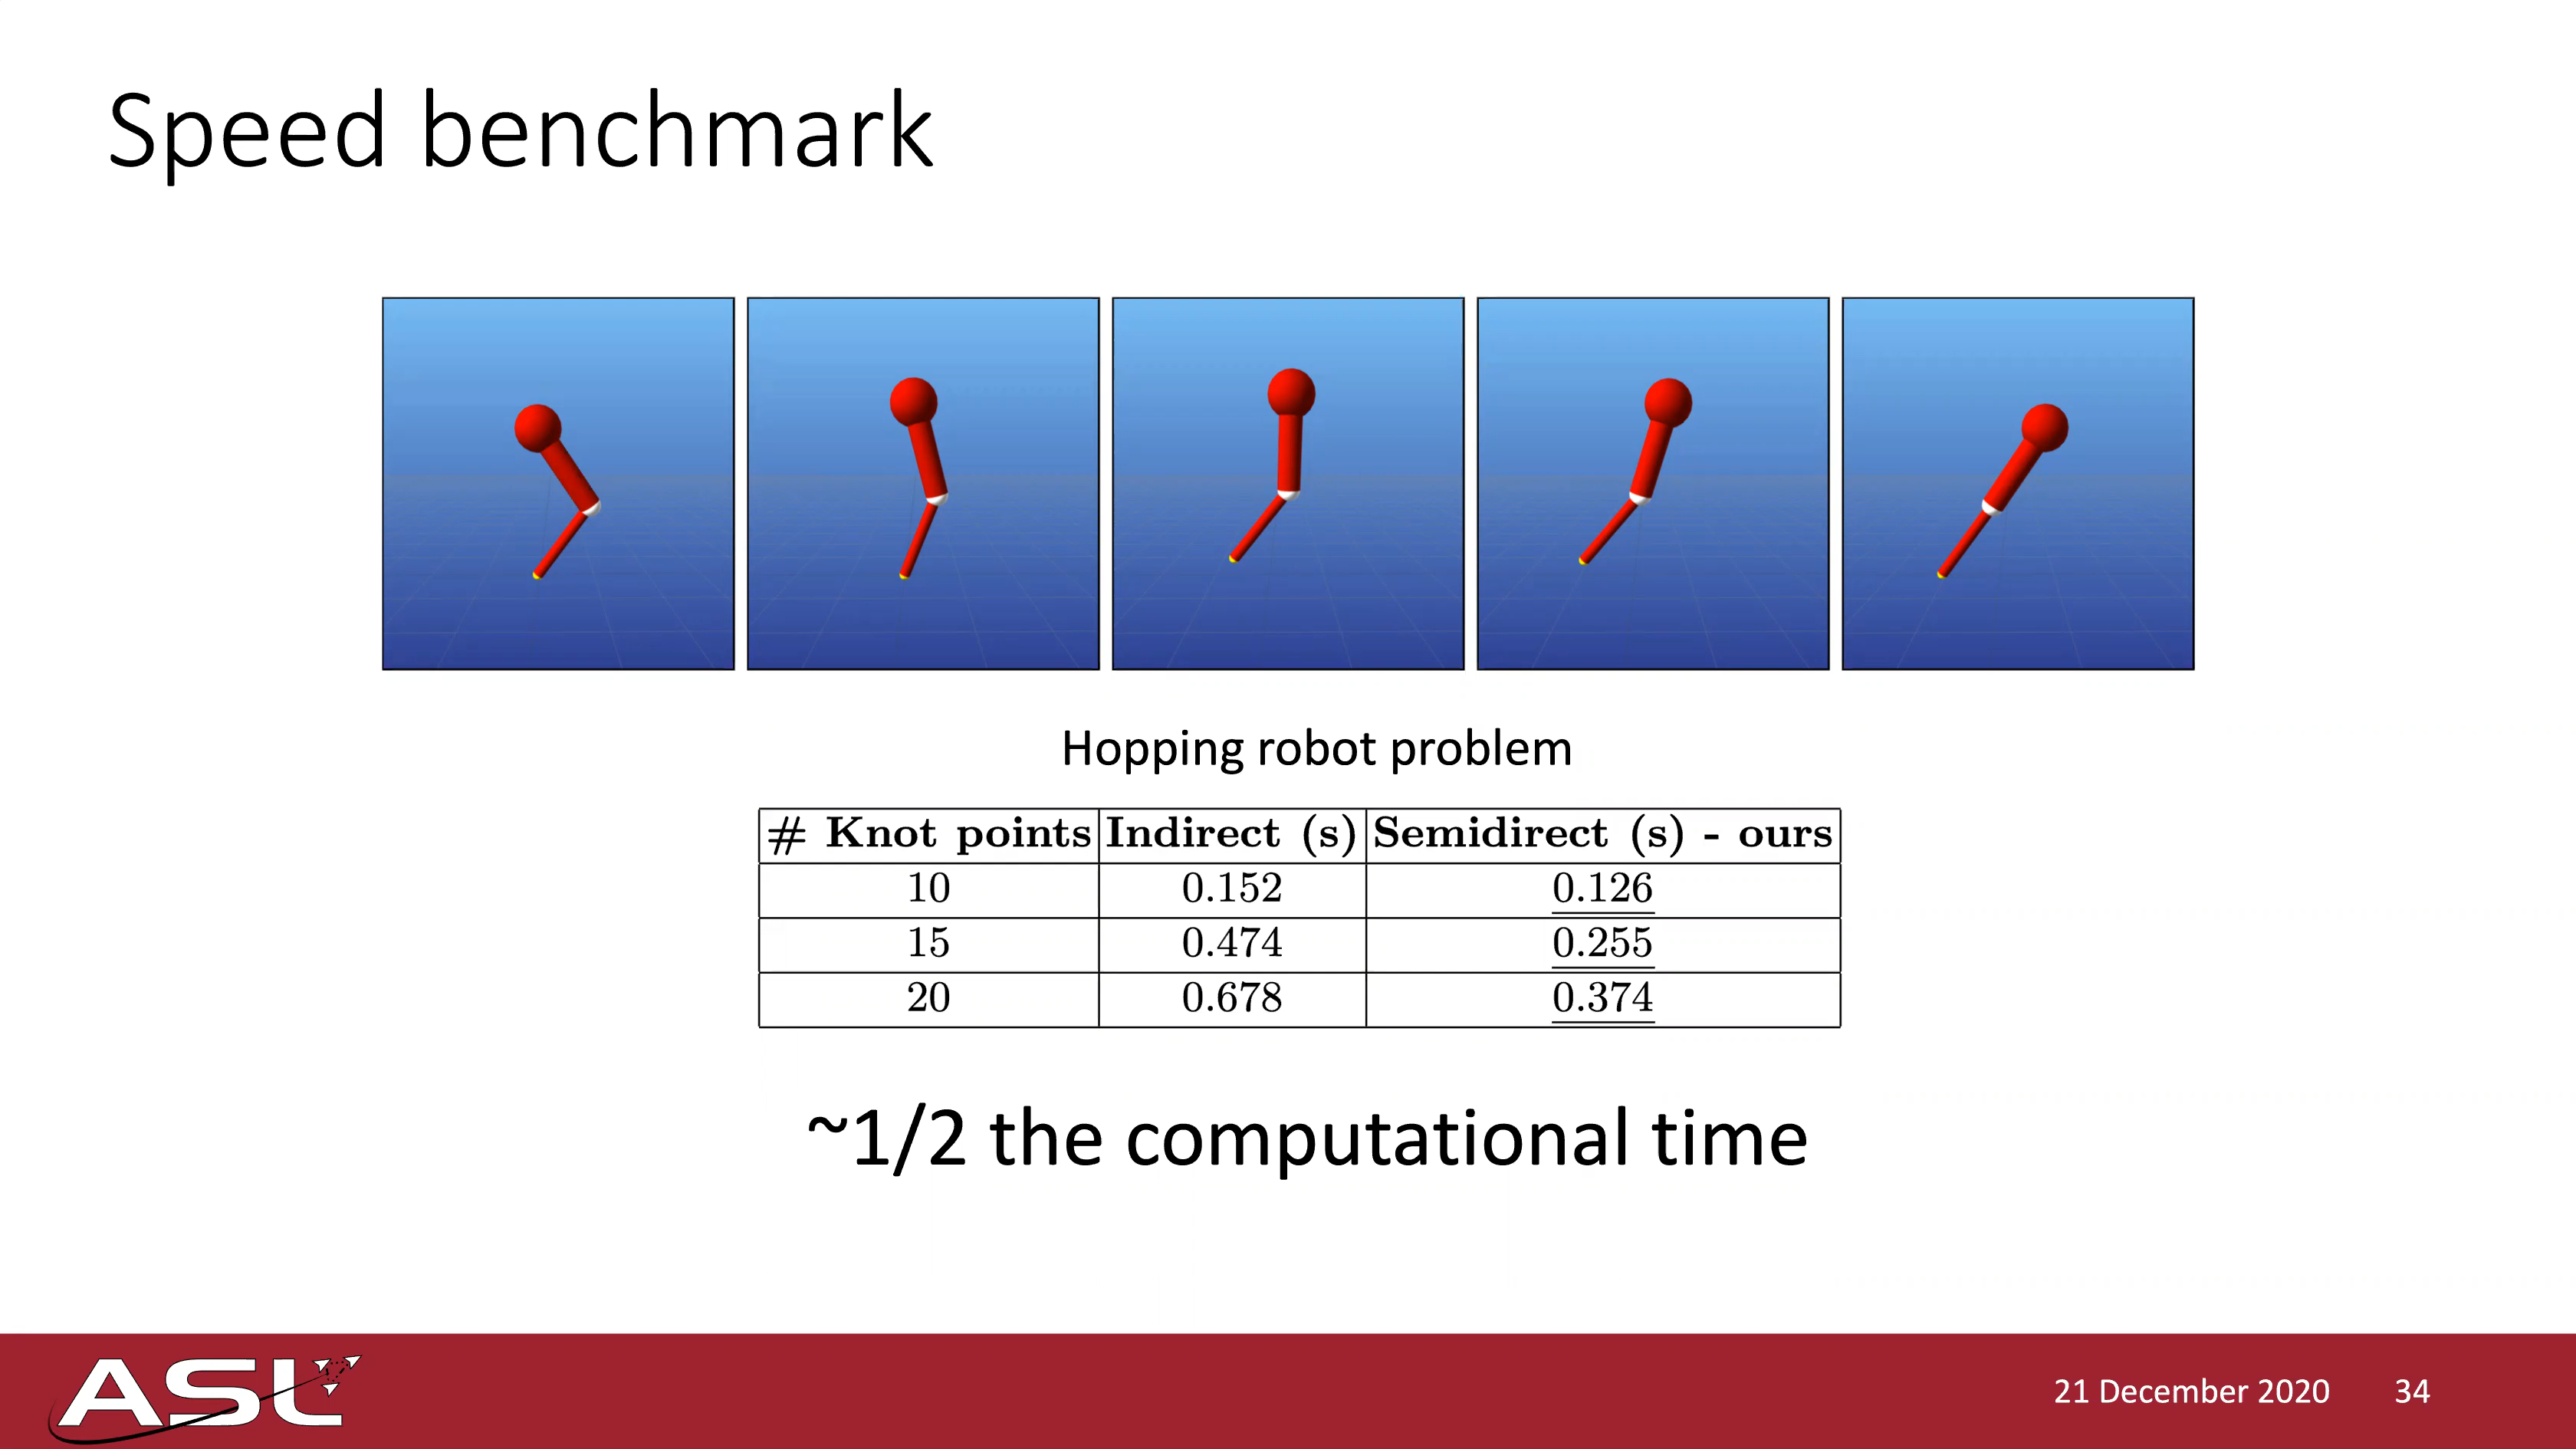 Speed benchmark
Hopping robot problem
# Knot points Indirect (s) Semidirect (s) - ours
10 0.152 0.126
15 0.474 0.255
20 0.678 0.374
~1/2 the computational time
ASL 21 December 2020 34